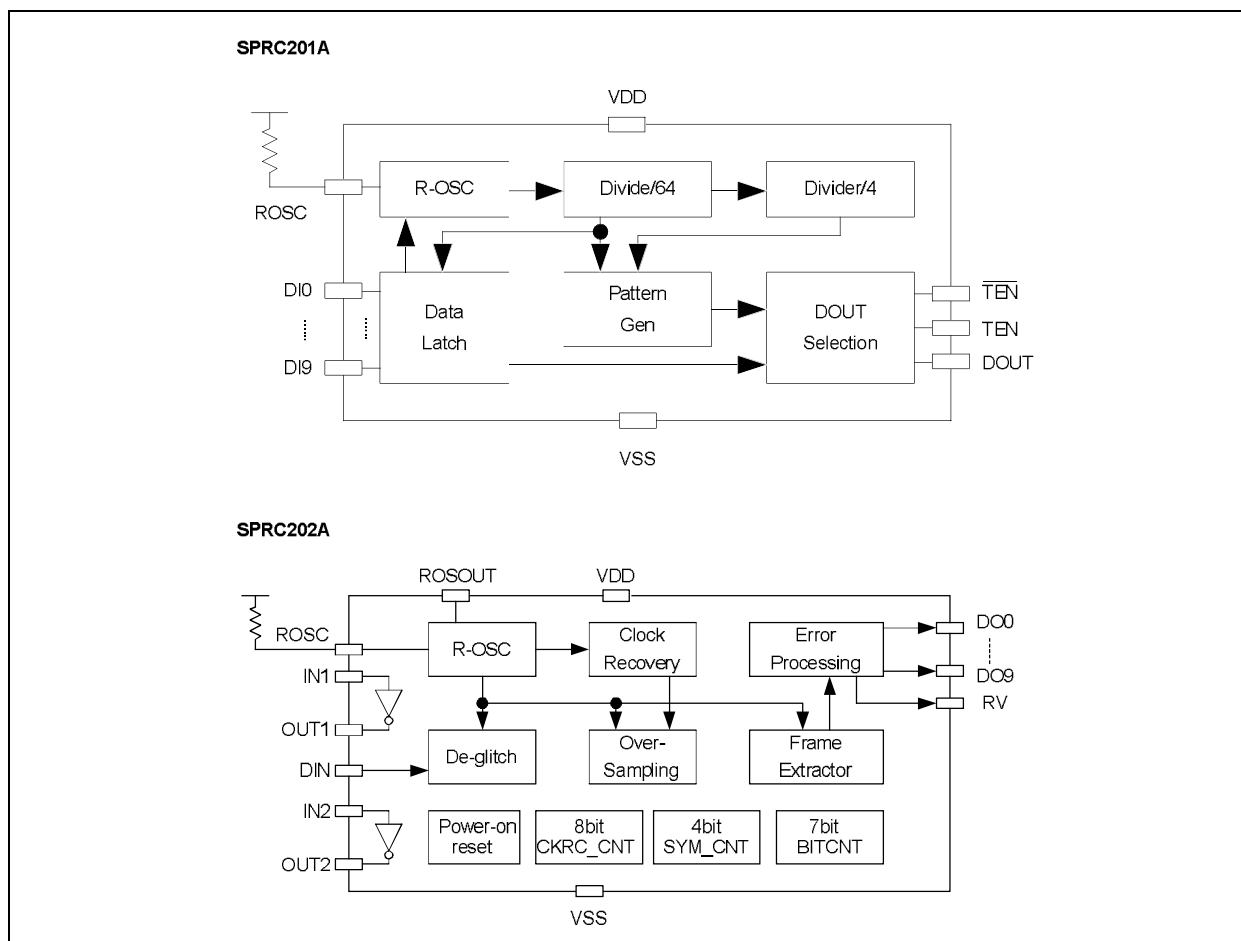 SPRC201A
VDD
R-OSC
Divide/64
Divider/4
ROSC
DI0
DI9
Data
Latch
Pattern
Gen
DOUT
Selection
T̅E̅N̅
TEN
DOUT
VSS
SPRC202A
ROSOUT
VDD
ROSC
R-OSC
Clock
Recovery
Error
Processing
DO0
DO9
RV
IN1
OUT1
DIN
De-glitch
Over-
Sampling
Frame
Extractor
IN2
OUT2
Power-on
reset
8bit
CKRC_CNT
4bit
SYM_CNT
7bit
BITCNT
VSS